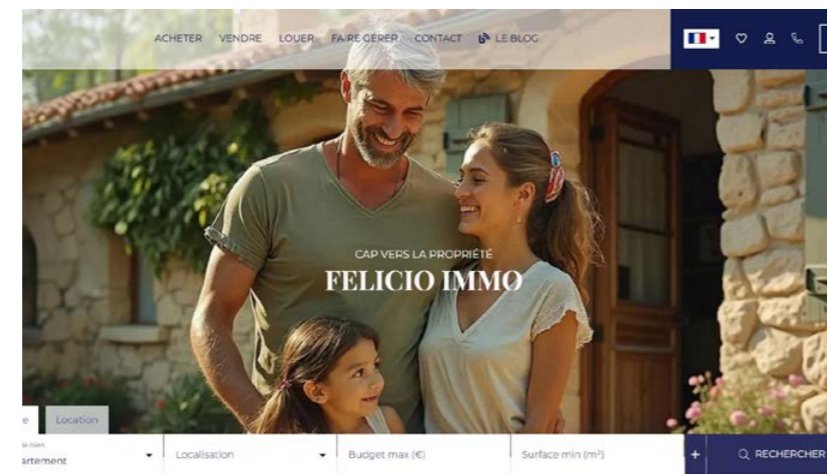 ACHETER VENDRE LOUER FAIRE GÉRER CONTACT LE BLOG
CAP VERS LA PROPRIÉTÉ
FELICIO IMMO
Location
Localisation
Budget max (€)
Surface min (m²)
+
RECHERCHER